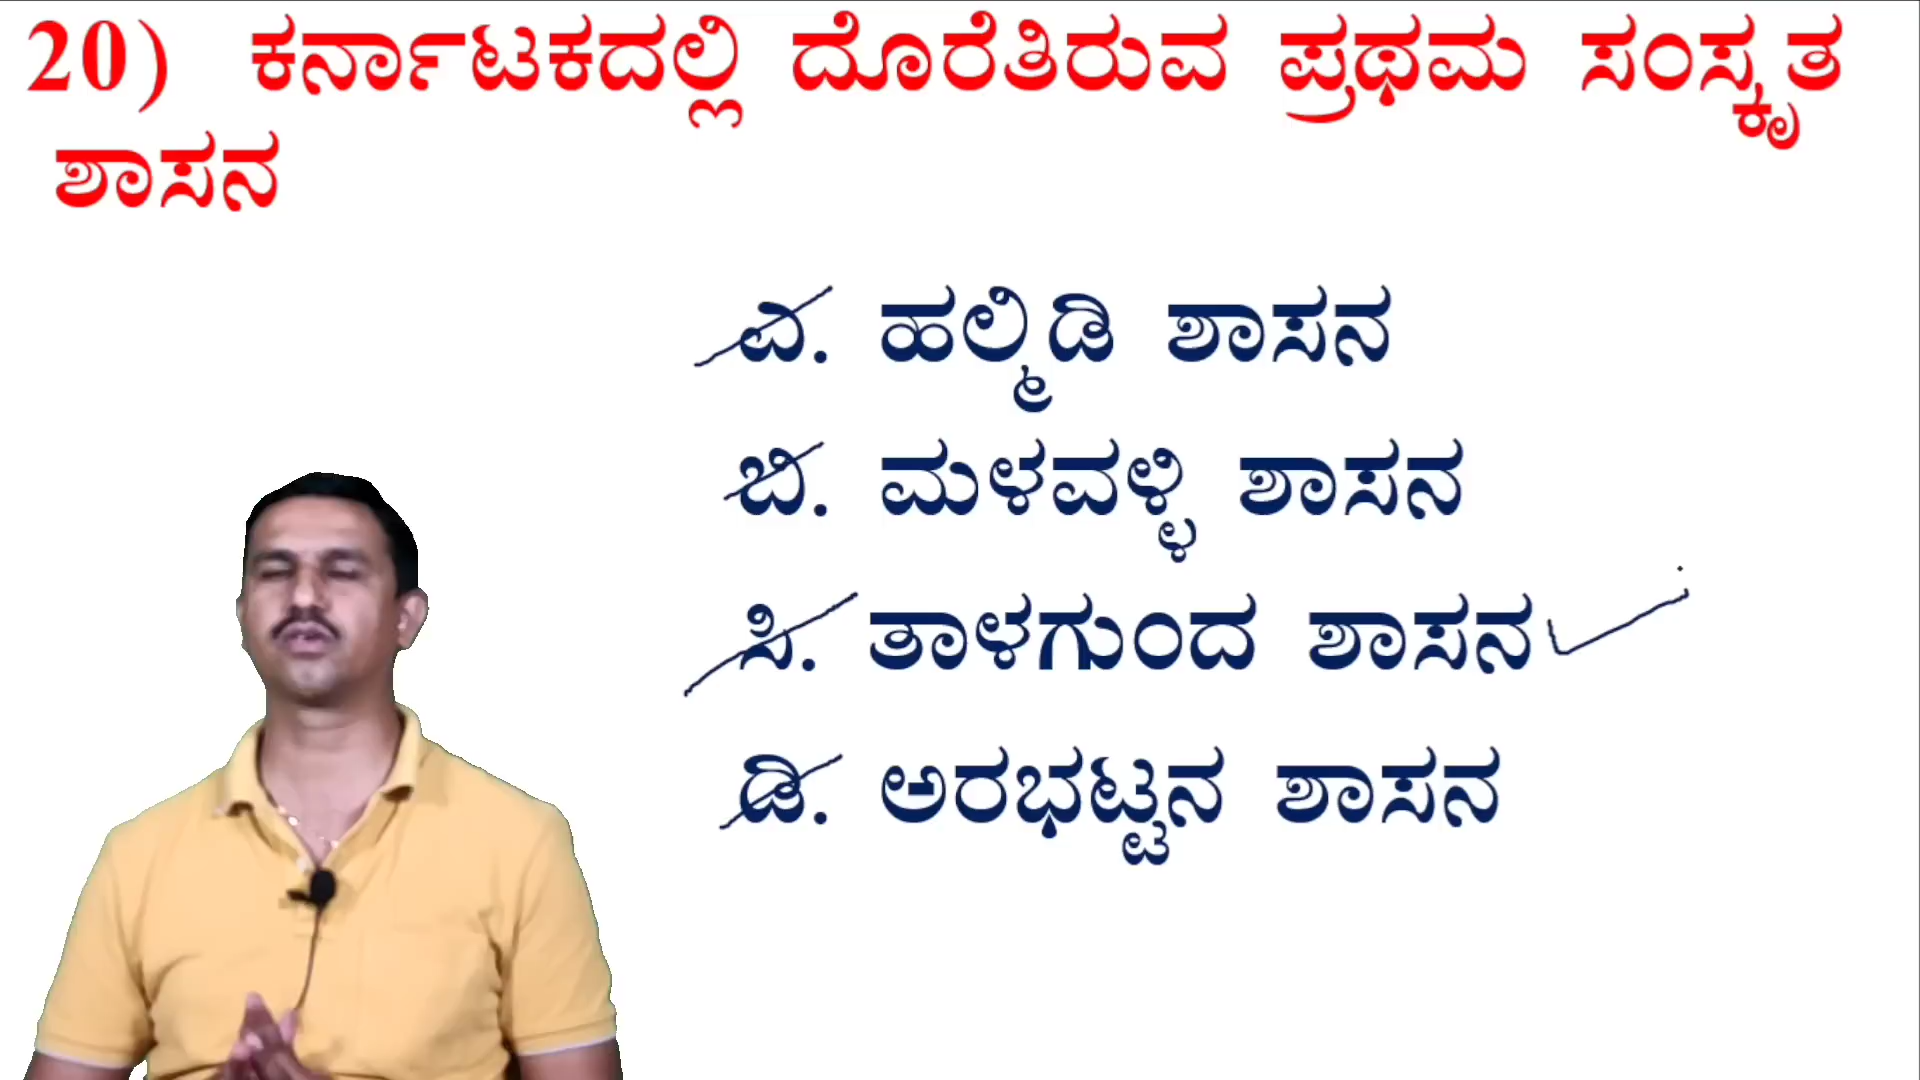 20) ಕರ್ನಾಟಕದಲ್ಲಿ ದೊರೆತಿರುವ ಪ್ರಥಮ ಸಂಸ್ಕೃತ
ಶಾಸನ
ಎ. ಹಲ್ಮಿಡಿ ಶಾಸನ
ಬಿ. ಮಳವಳ್ಳಿ ಶಾಸನ
ಸಿ. ತಾಳಗುಂದ ಶಾಸನ
ಡಿ. ಅರಭಟ್ಟನ ಶಾಸನ